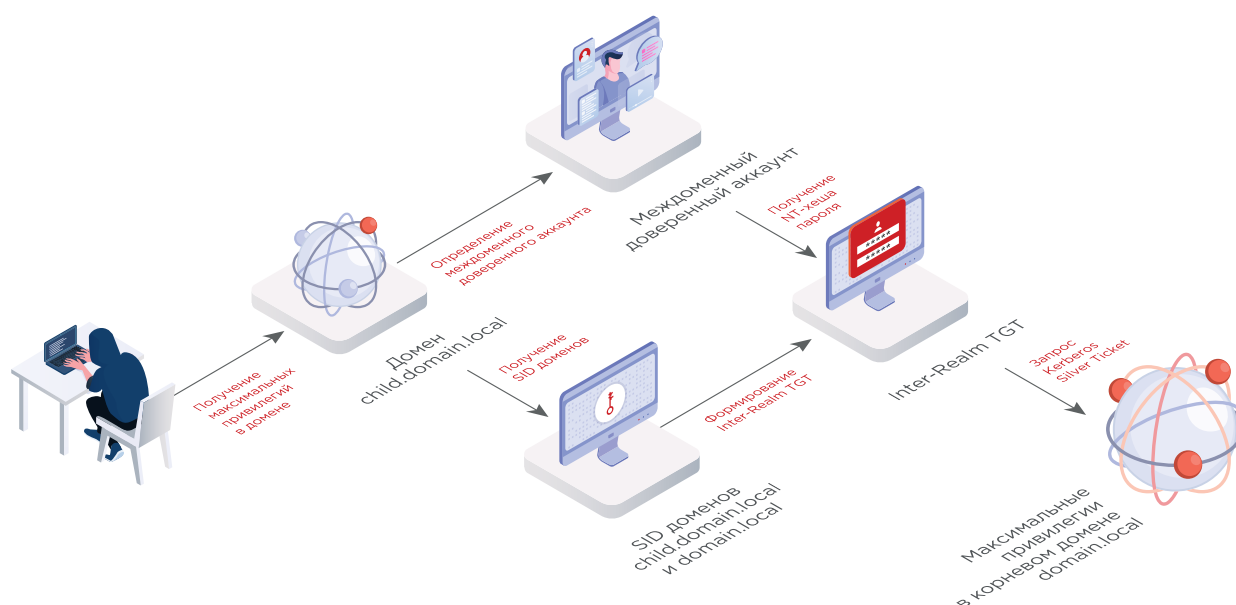 Получение
максимальных
привилегий
в домене
Домен
child.domain.local
Определение
междоменного
доверенного аккаунта
Междоменный
доверенный аккаунт
Получение
NT-хеша
пароля
Получение
SID доменов
SID доменов
child.domain.local
и domain.local
Формирование
Inter-Realm TGT
*****
*****
Inter-Realm TGT
Запрос
Kerberos
Silver Ticket
Максимальные
привилегии
в корневом домене
domain.local